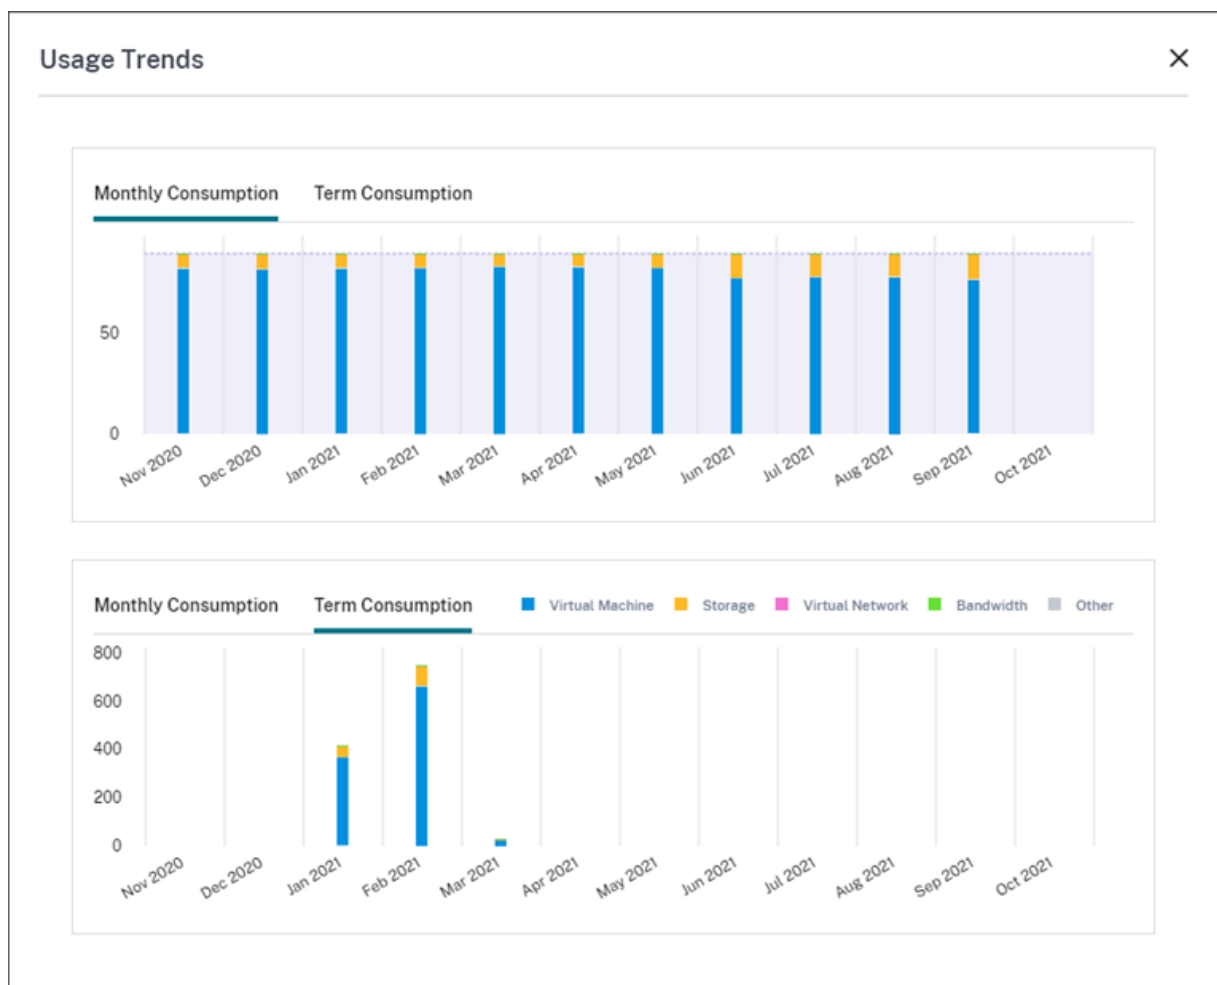 Usage Trends
Monthly Consumption Term Consumption
50
0
Nov 2020 Dec 2020 Jan 2021 Feb 2021 Mar 2021 Apr 2021 May 2021 Jun 2021 Jul 2021 Aug 2021 Sep 2021 Oct 2021
Monthly Consumption Term Consumption Virtual Machine Storage Virtual Network Bandwidth Other
800
600
400
200
0
Nov 2020 Dec 2020 Jan 2021 Feb 2021 Mar 2021 Apr 2021 May 2021 Jun 2021 Jul 2021 Aug 2021 Sep 2021 Oct 2021